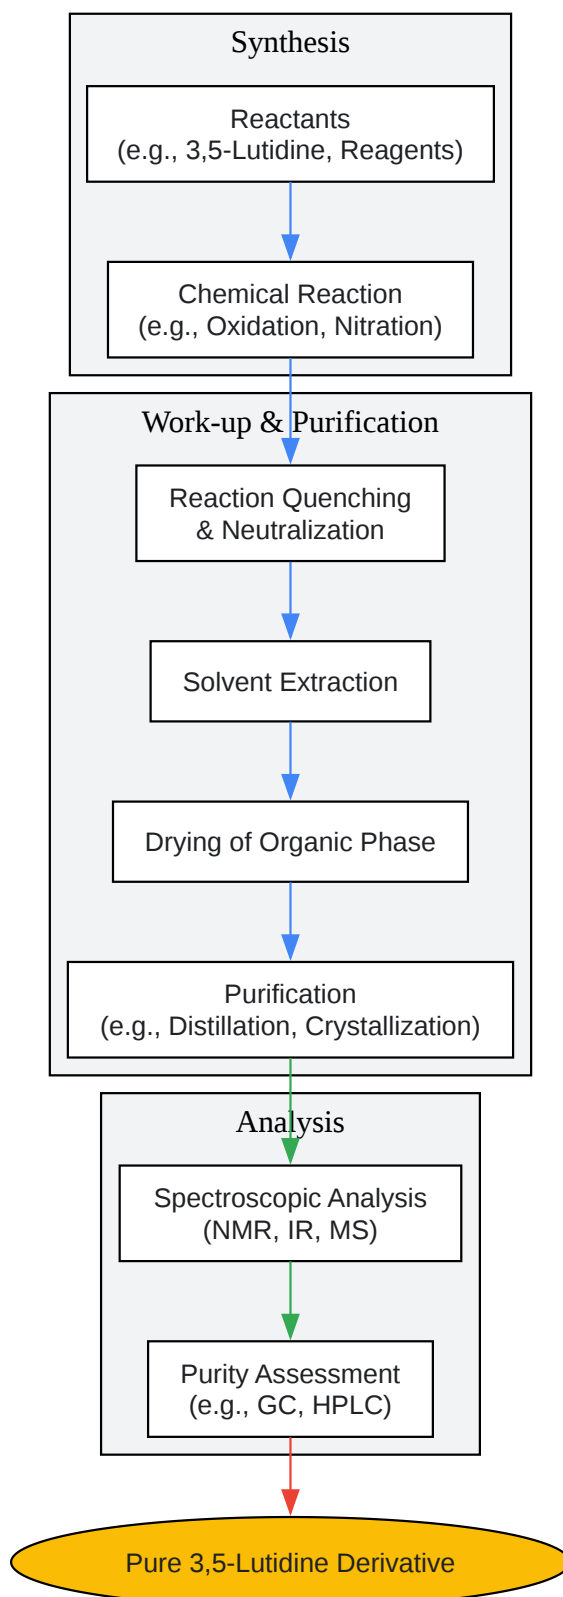 Synthesis
Reactants
(e.g., 3,5-Lutidine, Reagents)
Chemical Reaction
(e.g., Oxidation, Nitration)
Work-up & Purification
Reaction Quenching
& Neutralization
Solvent Extraction
Drying of Organic Phase
Purification
(e.g., Distillation, Crystallization)
Analysis
Spectroscopic Analysis
(NMR, IR, MS)
Purity Assessment
(e.g., GC, HPLC)
Pure 3,5-Lutidine Derivative